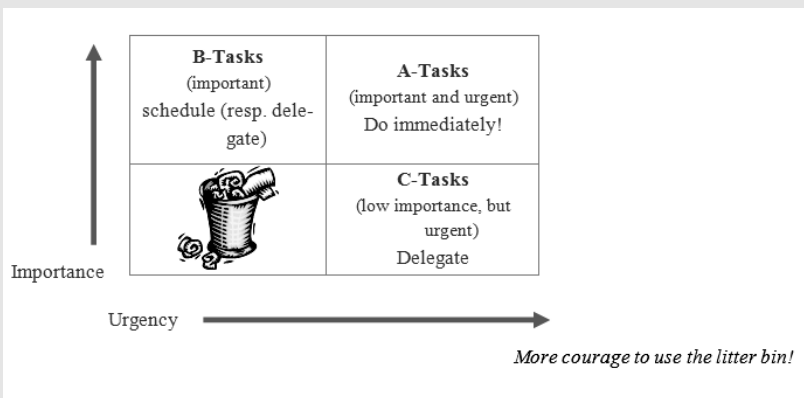 B-Tasks
(important)
schedule (resp. dele-
gate)
A-Tasks
(important and urgent)
Do immediately!
C-Tasks
(low importance, but
urgent)
Delegate
Importance
Urgency
More courage to use the litter bin!